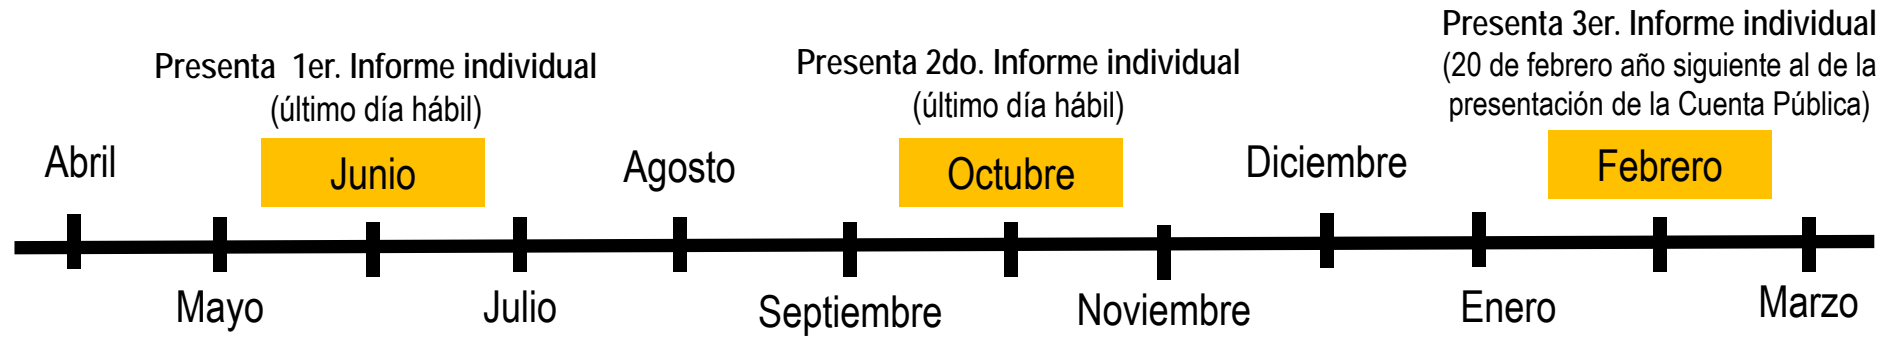 Presenta 1er. Informe individual
(último día hábil)
Presenta 2do. Informe individual
(último día hábil)
Presenta 3er. Informe individual
(20 de febrero año siguiente al de la
presentación de la Cuenta Pública)
Abril
Junio
Agosto
Octubre
Diciembre
Febrero
Mayo
Julio
Septiembre
Noviembre
Enero
Marzo